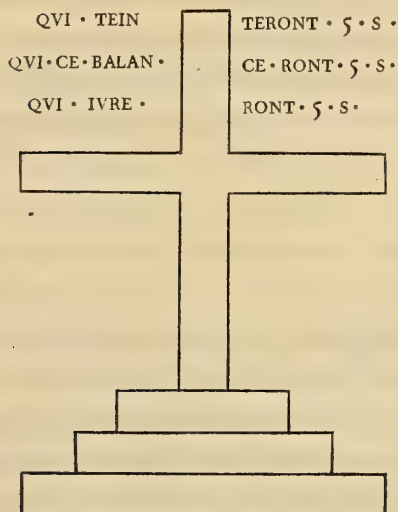 QVI · TEIN TERONT · 5 · S ·
QVI · CE · BALAN · CE · RONT · 5 · S ·
QVI · IVRE · RONT · 5 · S ·